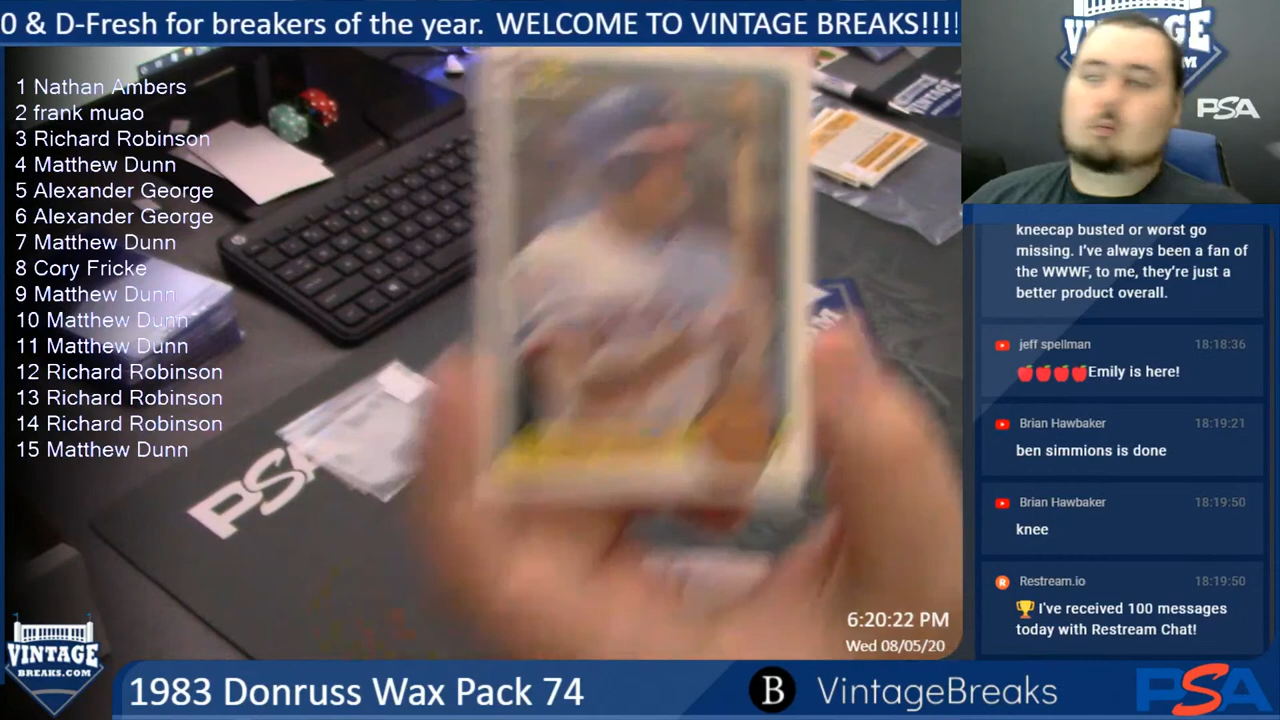 0 & D-Fresh for breakers of the year. WELCOME TO VINTAGE BREAKS!!!!
1 Nathan Ambers
2 frank muao
3 Richard Robinson
4 Matthew Dunn
5 Alexander George
6 Alexander George
7 Matthew Dunn
8 Cory Fricke
9 Matthew Dunn
10 Matthew Dunn
11 Matthew Dunn
12 Richard Robinson
13 Richard Robinson
14 Richard Robinson
15 Matthew Dunn
PSA
VINTAGE
PSA
kneecap busted or worst go
missing. I've always been a fan of
the WWWF, to me, they're just a
better product overall.
jeff spellman 18:18:36
🍎🍎🍎🍎Emily is here!
Brian Hawbaker 18:19:21
ben simmions is done
Brian Hawbaker 18:19:50
knee
Restream.io 18:19:50
🏆 I've received 100 messages
today with Restream Chat!
6:20:22 PM
Wed 08/05/20
VINTAGE
BREAKS.COM
1983 Donruss Wax Pack 74
B VintageBreaks
PSA